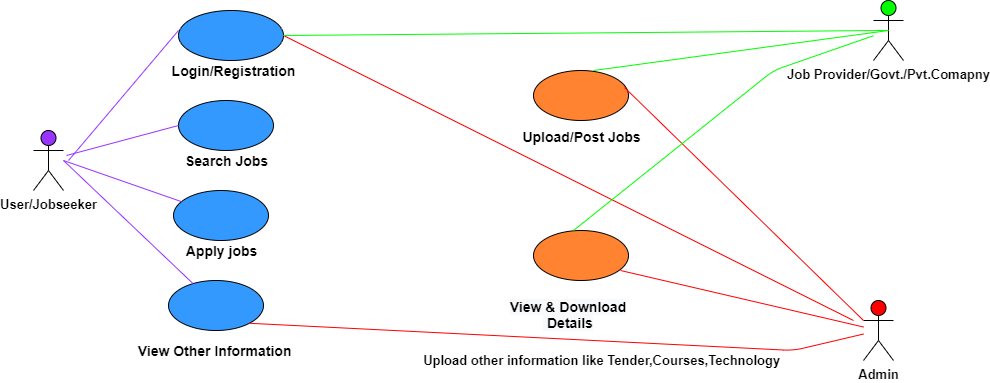 Login/Registration
Job Provider/Govt./Pvt.Comapny
Upload/Post Jobs
Search Jobs
User/Jobseeker
Apply jobs
View & Download
Details
View Other Information
Upload other information like Tender,Courses,Technology
Admin